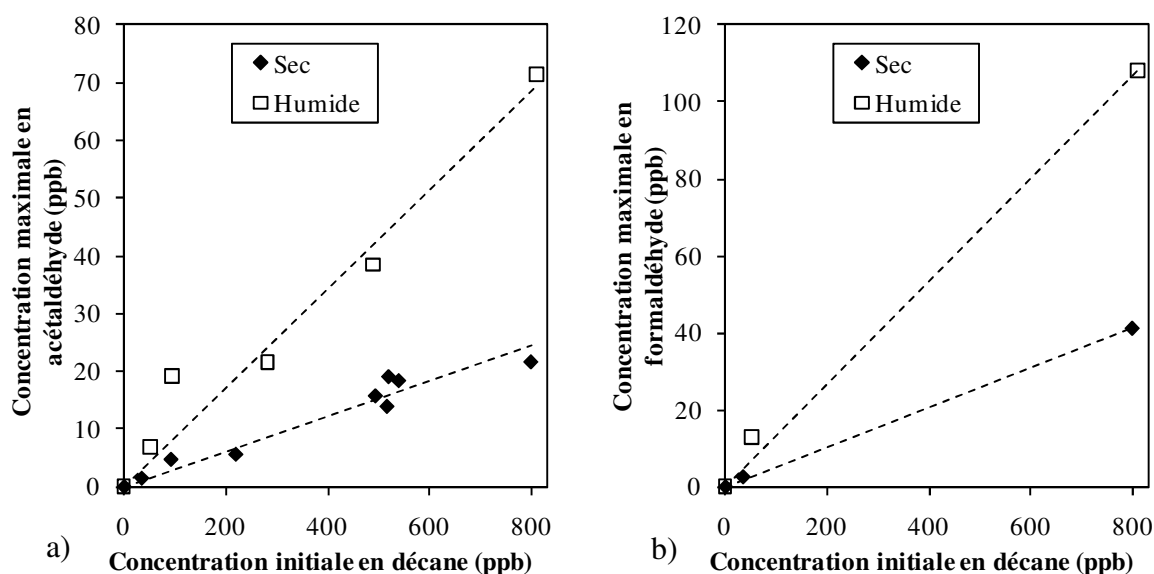 80
70
60
50
40
30
20
10
0
Concentration maximale en
acétaldéhyde (ppb)
Sec
Humide
0 200 400 600 800
a) Concentration initiale en décane (ppb)
120
100
80
60
40
20
0
Concentration maximale en
formaldéhyde (ppb)
Sec
Humide
0 200 400 600 800
b) Concentration initiale en décane (ppb)